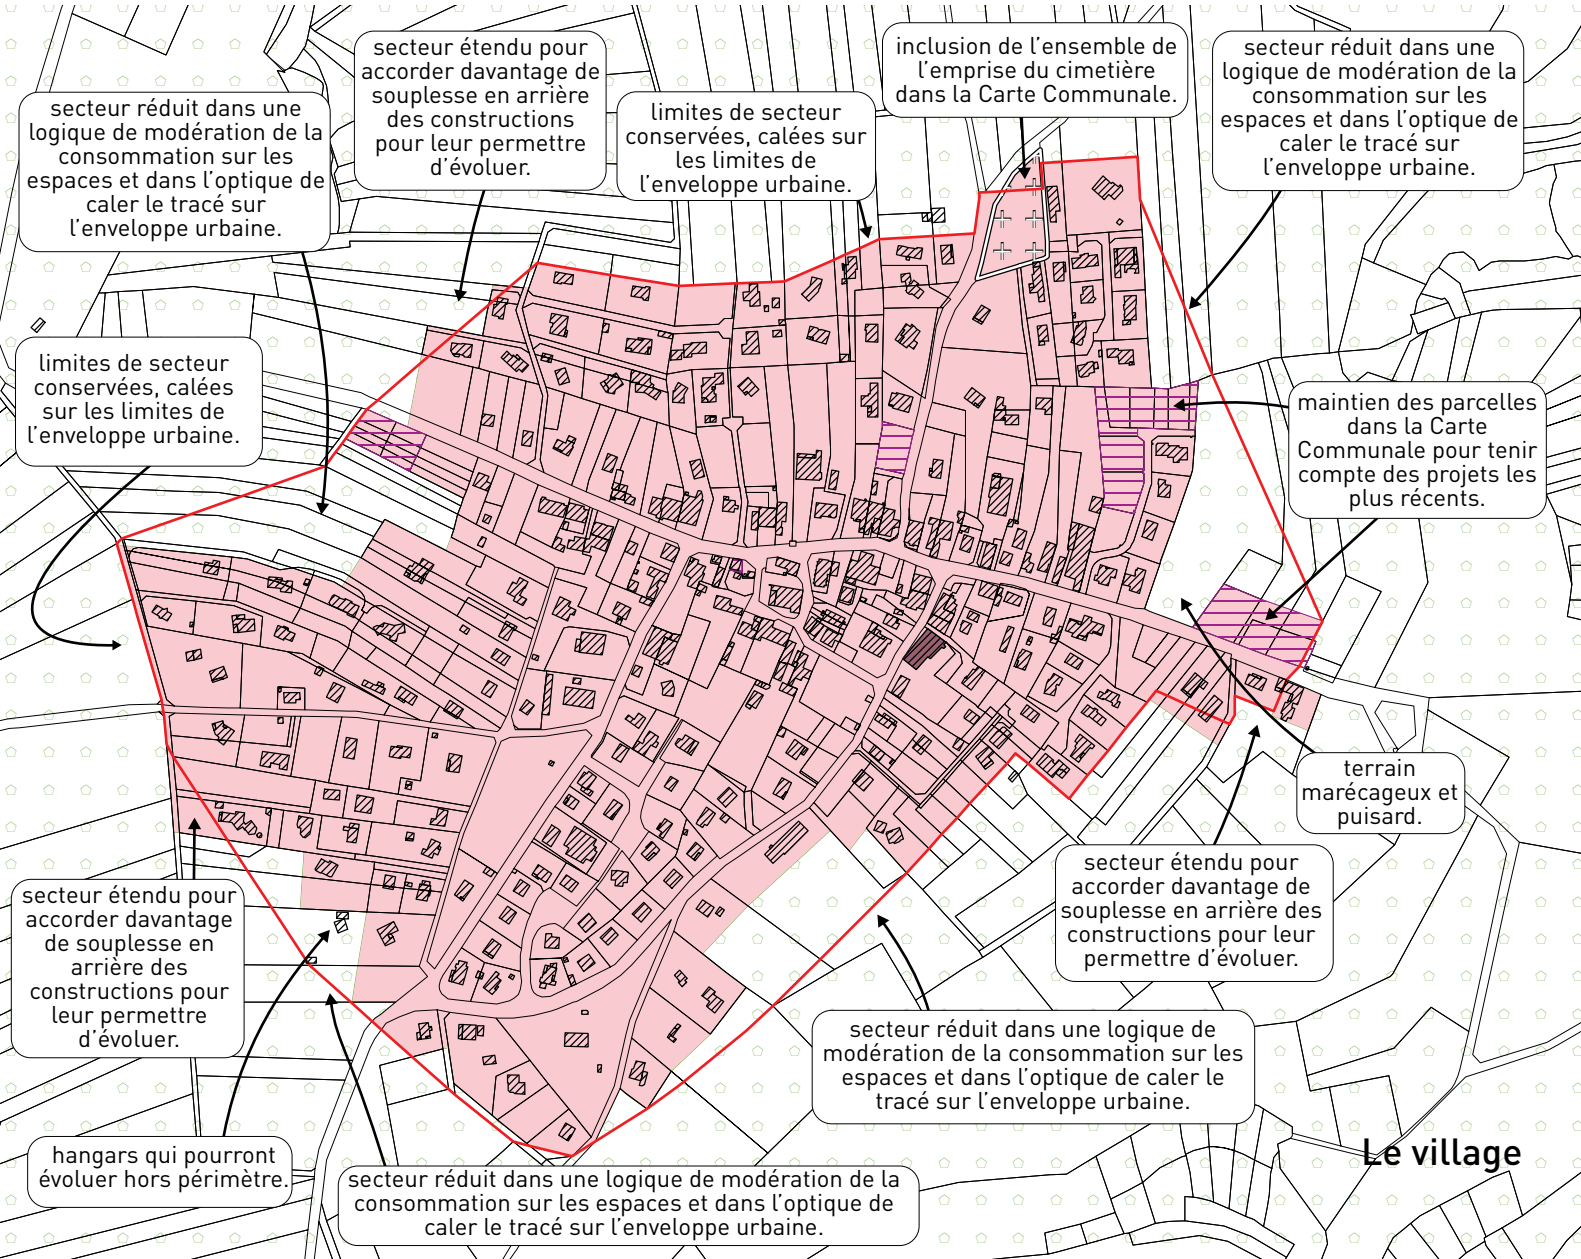 secteur réduit dans une
logique de modération de la
consommation sur les
espaces et dans l'optique de
caler le tracé sur
l'enveloppe urbaine.
secteur étendu pour
accorder davantage de
souplesse en arrière
des constructions
pour leur permettre
d'évoluer.
limites de secteur
conservées, calées sur
les limites de
l'enveloppe urbaine.
inclusion de l'ensemble de
l'emprise du cimetière
dans la Carte Communale.
secteur réduit dans une
logique de modération de la
consommation sur les
espaces et dans l'optique de
caler le tracé sur
l'enveloppe urbaine.
limites de secteur
conservées, calées
sur les limites de
l'enveloppe urbaine.
maintien des parcelles
dans la Carte
Communale pour tenir
compte des projets les
plus récents.
terrain
marécageux et
puisard.
secteur étendu pour
accorder davantage de
souplesse en arrière des
constructions pour leur
permettre d'évoluer.
secteur étendu pour
accorder davantage
de souplesse en
arrière des
constructions pour
leur permettre
d'évoluer.
secteur réduit dans une logique de
modération de la consommation sur les
espaces et dans l'optique de caler le
tracé sur l'enveloppe urbaine.
hangars qui pourront
évoluer hors périmètre.
secteur réduit dans une logique de modération de la
consommation sur les espaces et dans l'optique de
caler le tracé sur l'enveloppe urbaine.
Le village